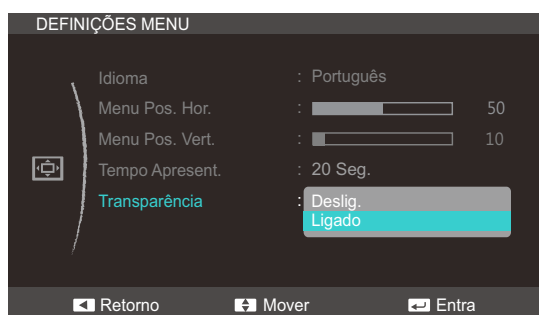 DEFINIÇÕES MENU
Idioma : Português
Menu Pos. Hor. : 50
Menu Pos. Vert. : 10
Tempo Apresent. : 20 Seg.
Transparência : Deslig.
Ligado
Retorno Mover Entra